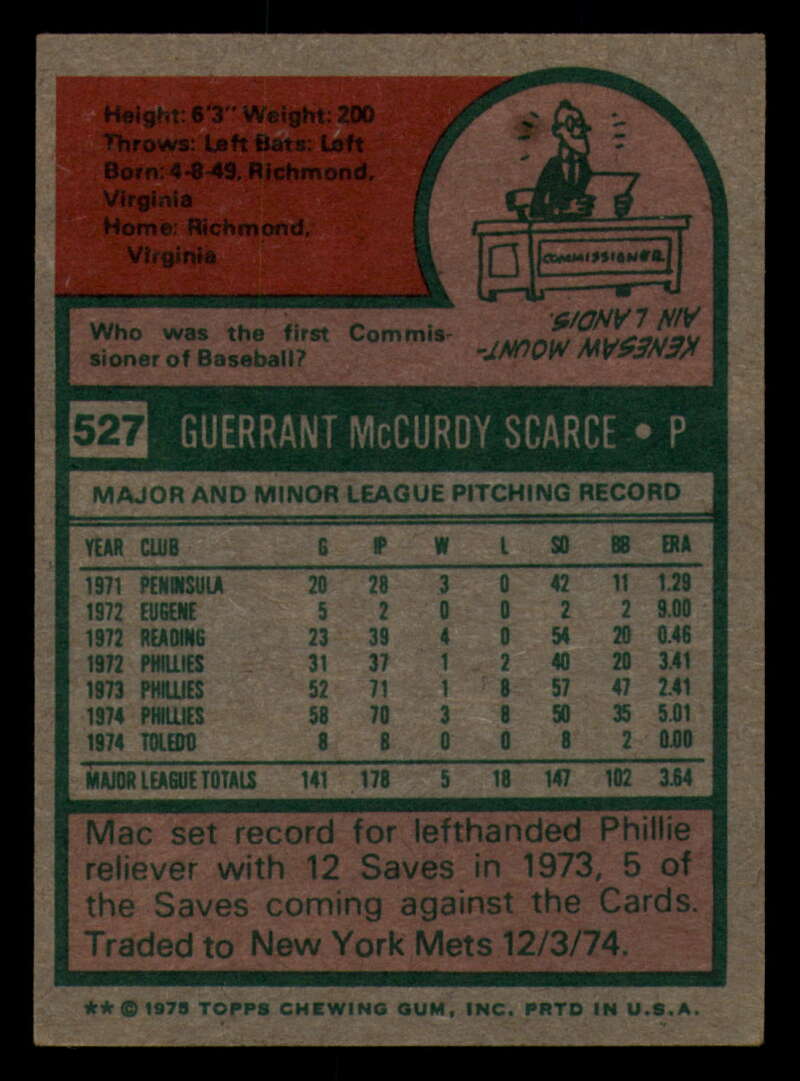 Height: 6'3" Weight: 200
Throws: Left Bats: Left
Born: 4-8-49, Richmond,
Virginia
Home: Richmond,
Virginia
COMMISSIONER
KENESAW MOUNT-
AIN LANDIS.
Who was the first Commis-
sioner of Baseball?
527 GUERRANT McCURDY SCARCE • P
MAJOR AND MINOR LEAGUE PITCHING RECORD
YEAR CLUB G IP W L SO BB ERA
1971 PENINSULA 20 28 3 0 42 11 1.29
1972 EUGENE 5 2 0 0 2 2 9.00
1972 READING 23 39 4 0 54 20 0.46
1972 PHILLIES 31 37 1 2 40 20 3.41
1973 PHILLIES 52 71 1 8 57 47 2.41
1974 PHILLIES 58 70 3 8 50 35 5.01
1974 TOLEDO 8 8 0 0 8 2 0.00
MAJOR LEAGUE TOTALS 141 178 5 18 147 102 3.64
Mac set record for lefthanded Phillie
reliever with 12 Saves in 1973, 5 of
the Saves coming against the Cards.
Traded to New York Mets 12/3/74.
** © 1975 TOPPS CHEWING GUM, INC. PRTD IN U.S.A.